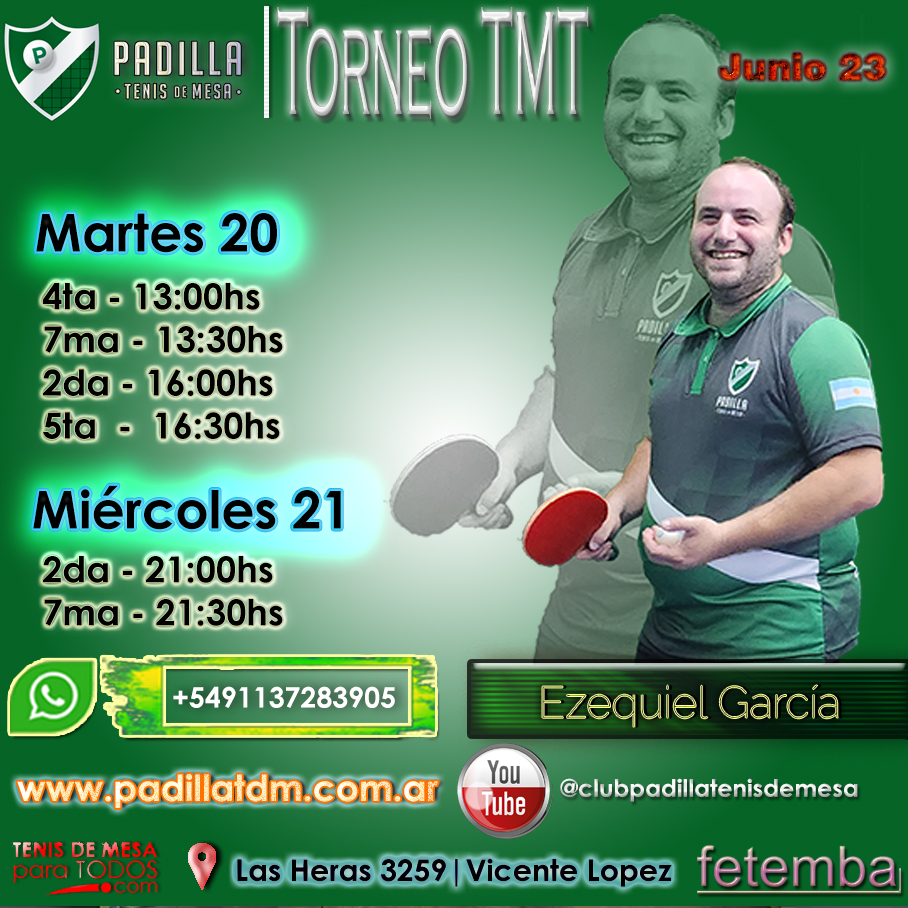 P
PADILLA
· TENIS DE MESA ·
TORNEO TMT
Junio 23
Martes 20
4ta - 13:00hs
7ma - 13:30hs
2da - 16:00hs
5ta - 16:30hs
Miércoles 21
2da - 21:00hs
7ma - 21:30hs
PADILLA
PADILLA
+5491137283905
Ezequiel García
www.padillatdm.com.ar
You
Tube
@clubpadillatenisdemesa
TENIS DE MESA
para TODOS
.com
Las Heras 3259|Vicente Lopez
fetemba